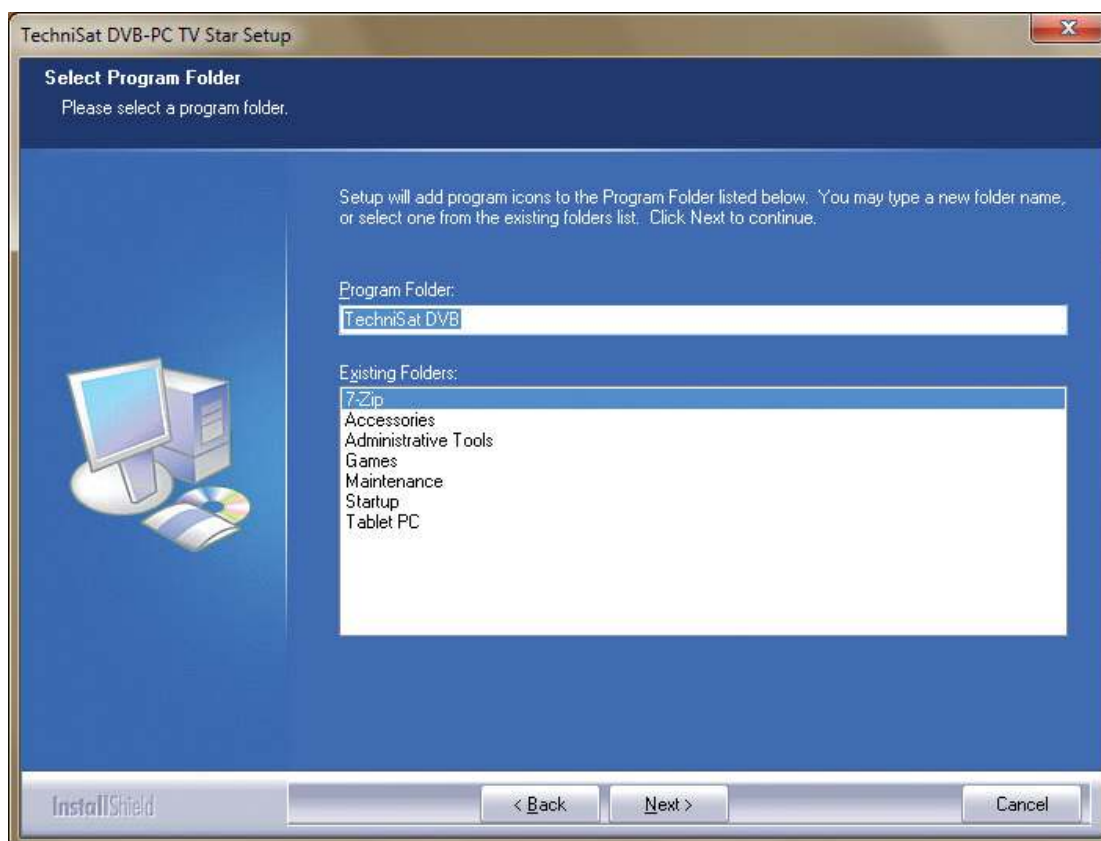 TechniSat DVB-PC TV Star Setup
Select Program Folder
Please select a program folder.
Setup will add program icons to the Program Folder listed below.  You may type a new folder name,
or select one from the existing folders list.  Click Next to continue.
Program Folder:
TechniSat DVB
Existing Folders:
7-Zip
Accessories
Administrative Tools
Games
Maintenance
Startup
Tablet PC
InstallShield
< Back
Next >
Cancel